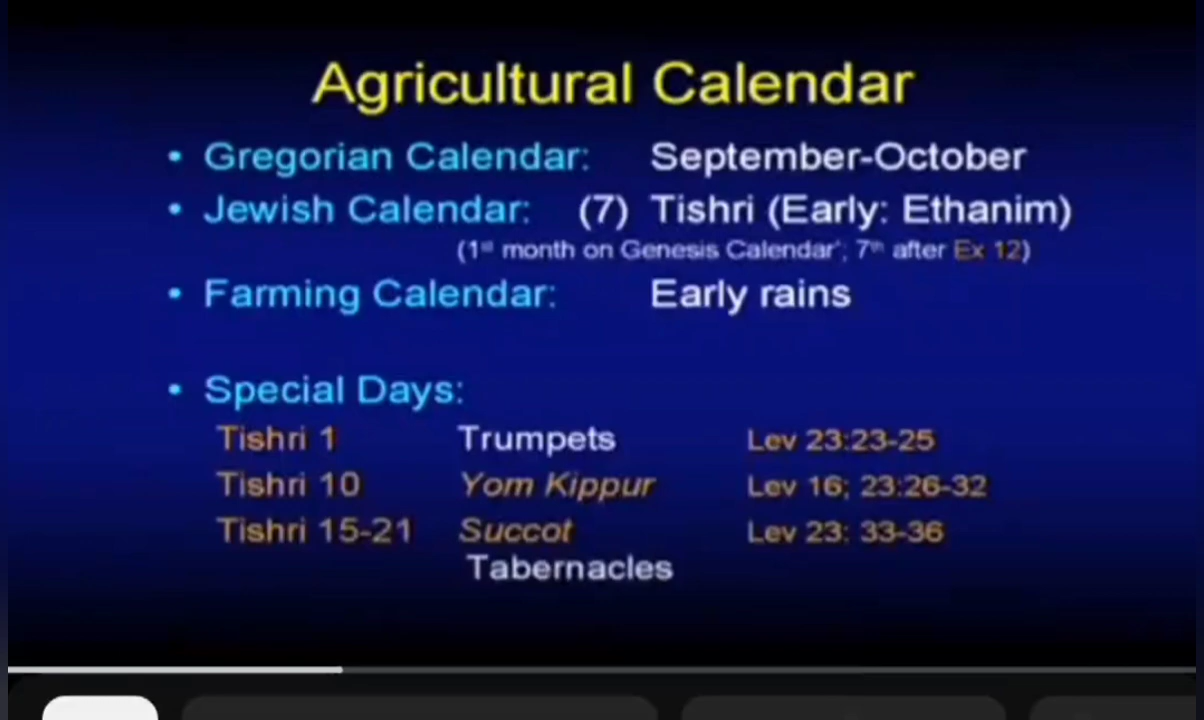 Agricultural Calendar
• Gregorian Calendar: September-October
• Jewish Calendar: (7) Tishri (Early: Ethanim)
(1st month on Genesis Calendar*; 7th after Ex 12)
• Farming Calendar: Early rains
• Special Days:
Tishri 1 Trumpets Lev 23:23-25
Tishri 10 Yom Kippur Lev 16; 23:26-32
Tishri 15-21 Succot Lev 23: 33-36
Tabernacles